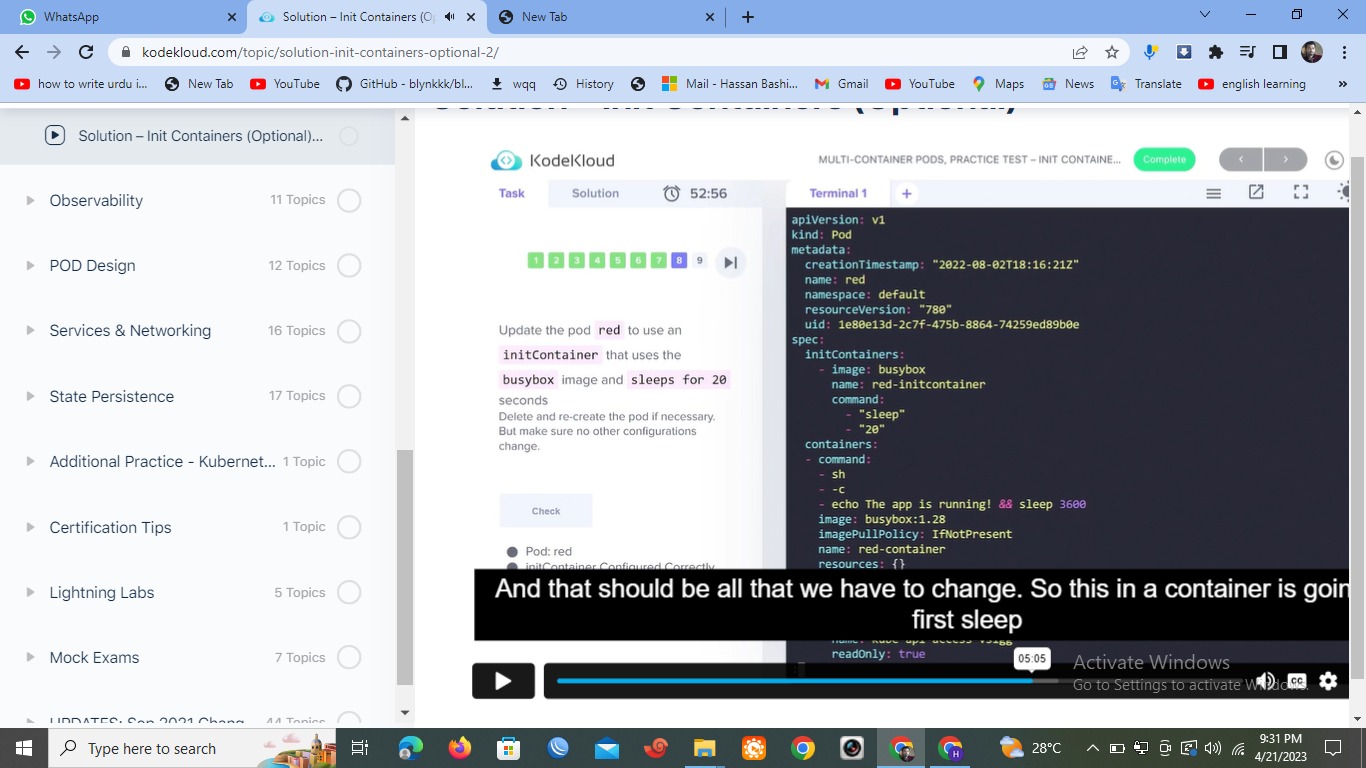 WhatsApp
Solution – Init Containers (O
New Tab
kodekloud.com/topic/solution-init-containers-optional-2/
how to write urdu i...
New Tab
YouTube
GitHub - blynkkk/bl...
wqq
History
Mail - Hassan Bashi...
Gmail
YouTube
Maps
News
Translate
english learning
»
Solution – Init Containers (Optional)...
Observability 11 Topics
POD Design 12 Topics
Services & Networking 16 Topics
State Persistence 17 Topics
Additional Practice - Kubernet... 1 Topic
Certification Tips 1 Topic
Lightning Labs 5 Topics
Mock Exams 7 Topics
UPDATES: Sep 2021 Chang 44 Topics
Solution – Init Containers (Optional)
KodeKloud
MULTI-CONTAINER PODS, PRACTICE TEST – INIT CONTAINE...
Complete
Task
Solution
52:56
Terminal 1
+
1 2 3 4 5 6 7 8 9
Update the pod red to use an
initContainer that uses the
busybox image and sleeps for 20
seconds
Delete and re-create the pod if necessary.
But make sure no other configurations
change.
Check
Pod: red
initContainer Configured Correctly
apiVersion: v1
kind: Pod
metadata:
creationTimestamp: "2022-08-02T18:16:21Z"
name: red
namespace: default
resourceVersion: "780"
uid: 1e80e13d-2c7f-475b-8864-74259ed89b0e
spec:
initContainers:
- image: busybox
name: red-initcontainer
command:
- "sleep"
- "20"
containers:
- command:
- sh
- -c
- echo The app is running! && sleep 3600
image: busybox:1.28
imagePullPolicy: IfNotPresent
name: red-container
resources: {}
readOnly: true
And that should be all that we have to change. So this in a container is goin
first sleep
05:05
CC
Activate Windows
Go to Settings to activate Windows.
Type here to search
28°C
9:31 PM
4/21/2023